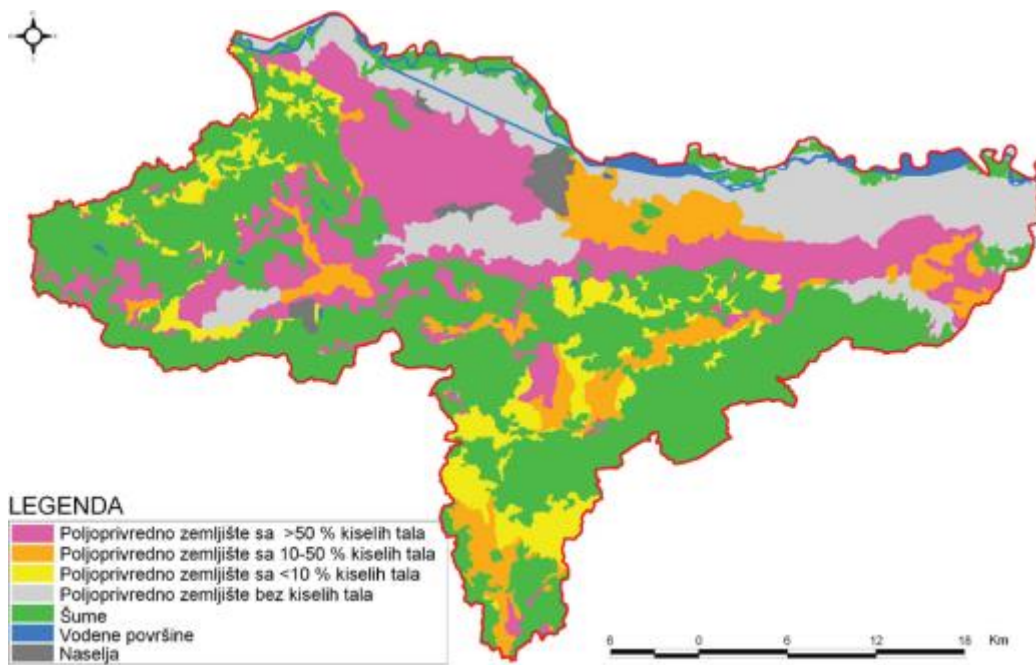 LEGENDA
Poljoprivredno zemljište sa >50 % kiselih tala
Poljoprivredno zemljište sa 10-50 % kiselih tala
Poljoprivredno zemljište sa <10 % kiselih tala
Poljoprivredno zemljište bez kiselih tala
Šume
Vodene površine
Naselja
6 0 6 12 18 Km